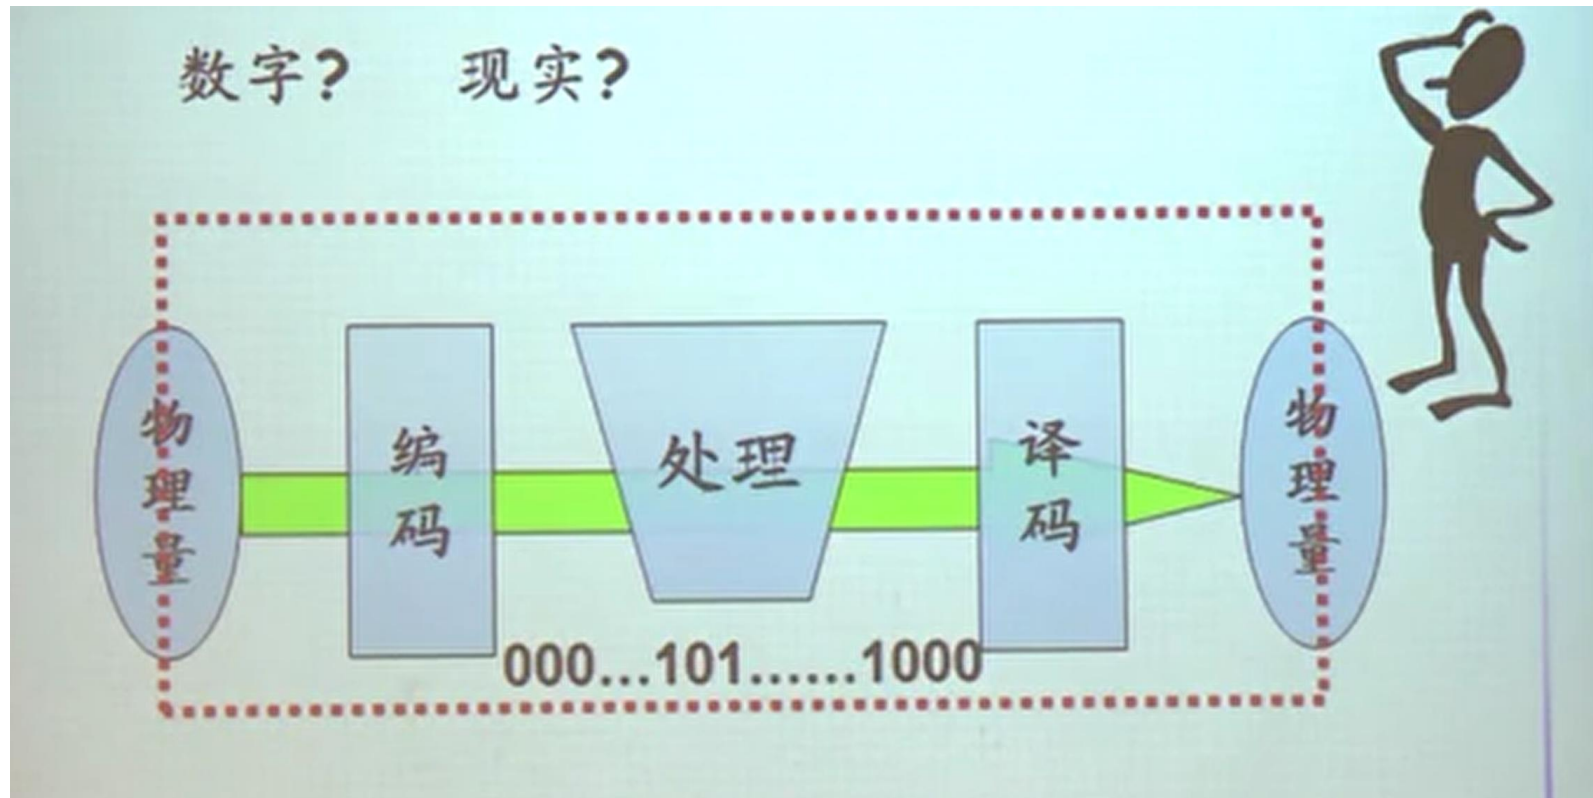 数字? 现实?
物理量
编码
处理
译码
物理量
000...101......1000